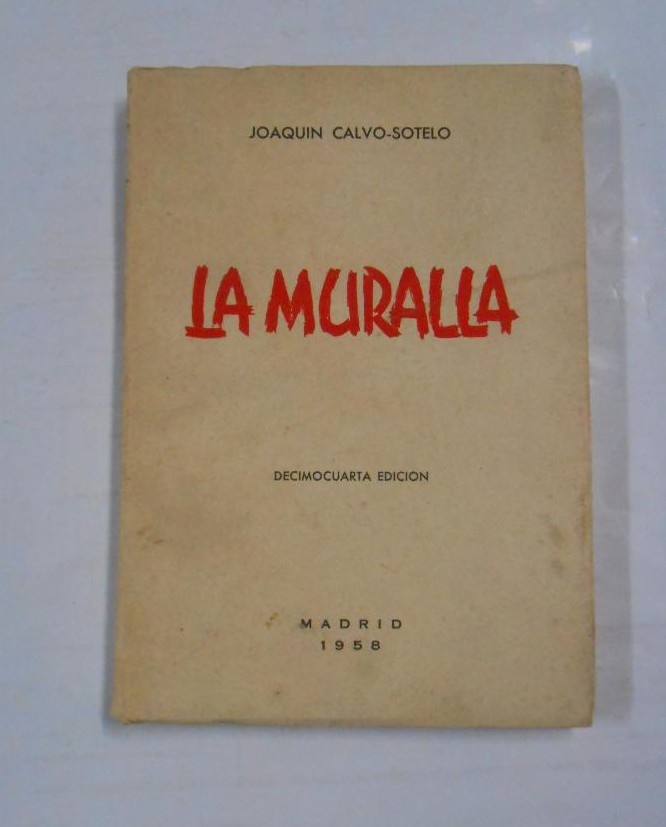 JOAQUIN CALVO-SOTELO
LA MURALLA
DECIMOCUARTA EDICION
MADRID
1958